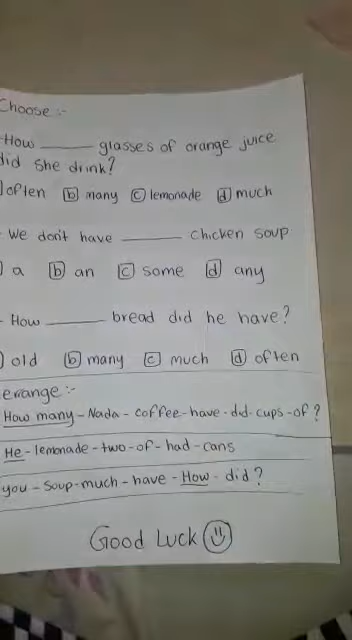 Choose:-
How ______ glasses of orange juice
did she drink?
often b many c lemonade d much
We don't have ______ chicken soup
a b an c some d any
- How ______ bread did he have?
old b many c much d often
errange:-
How many-Nada-coffee-have-did-cups-of?
He-lemonade-two-of-had-cans
you-soup-much-have-How-did?
Good Luck